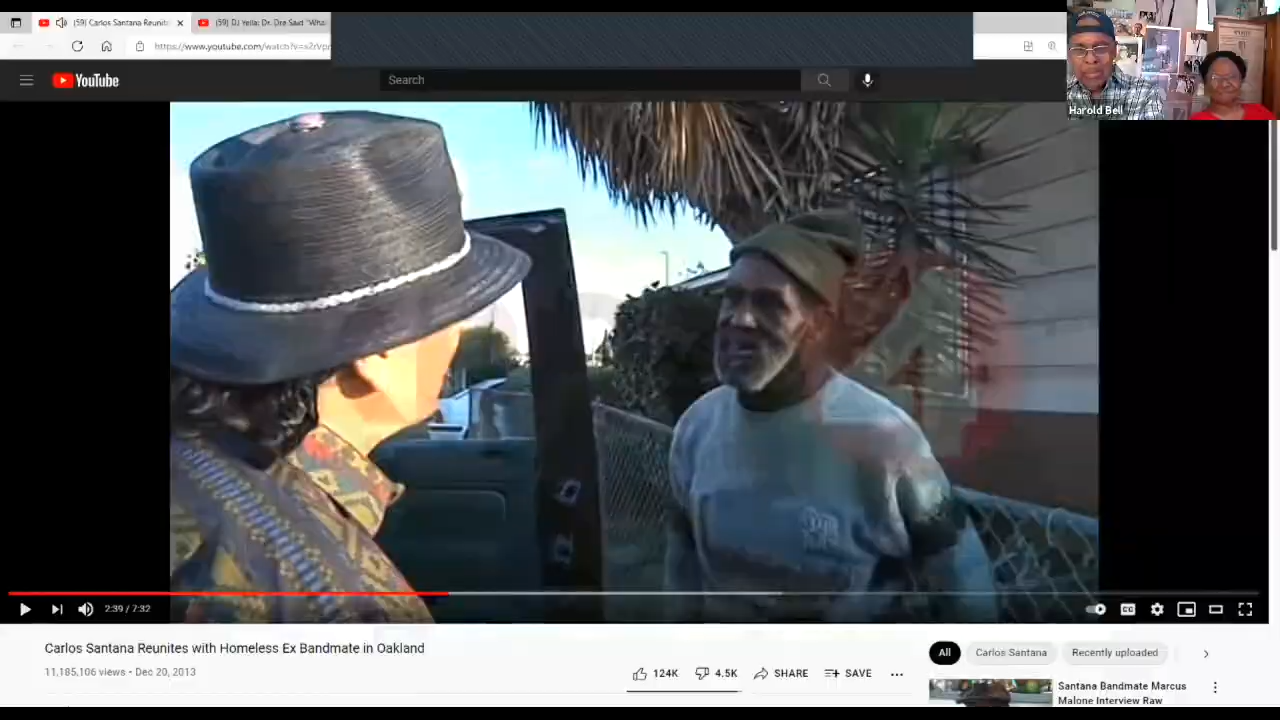 (59) Carlos Santana Reunite
(59) DJ Yella: Dr. Dre Said "Wha
https://www.youtube.com/watch?v=
YouTube
Search
Harold Bell
2:39 / 7:32
CC
Carlos Santana Reunites with Homeless Ex Bandmate in Oakland
11,185,106 views • Dec 20, 2013
124K
4.5K
SHARE
SAVE
All
Carlos Santana
Recently uploaded
Santana Bandmate Marcus
Malone Interview Raw